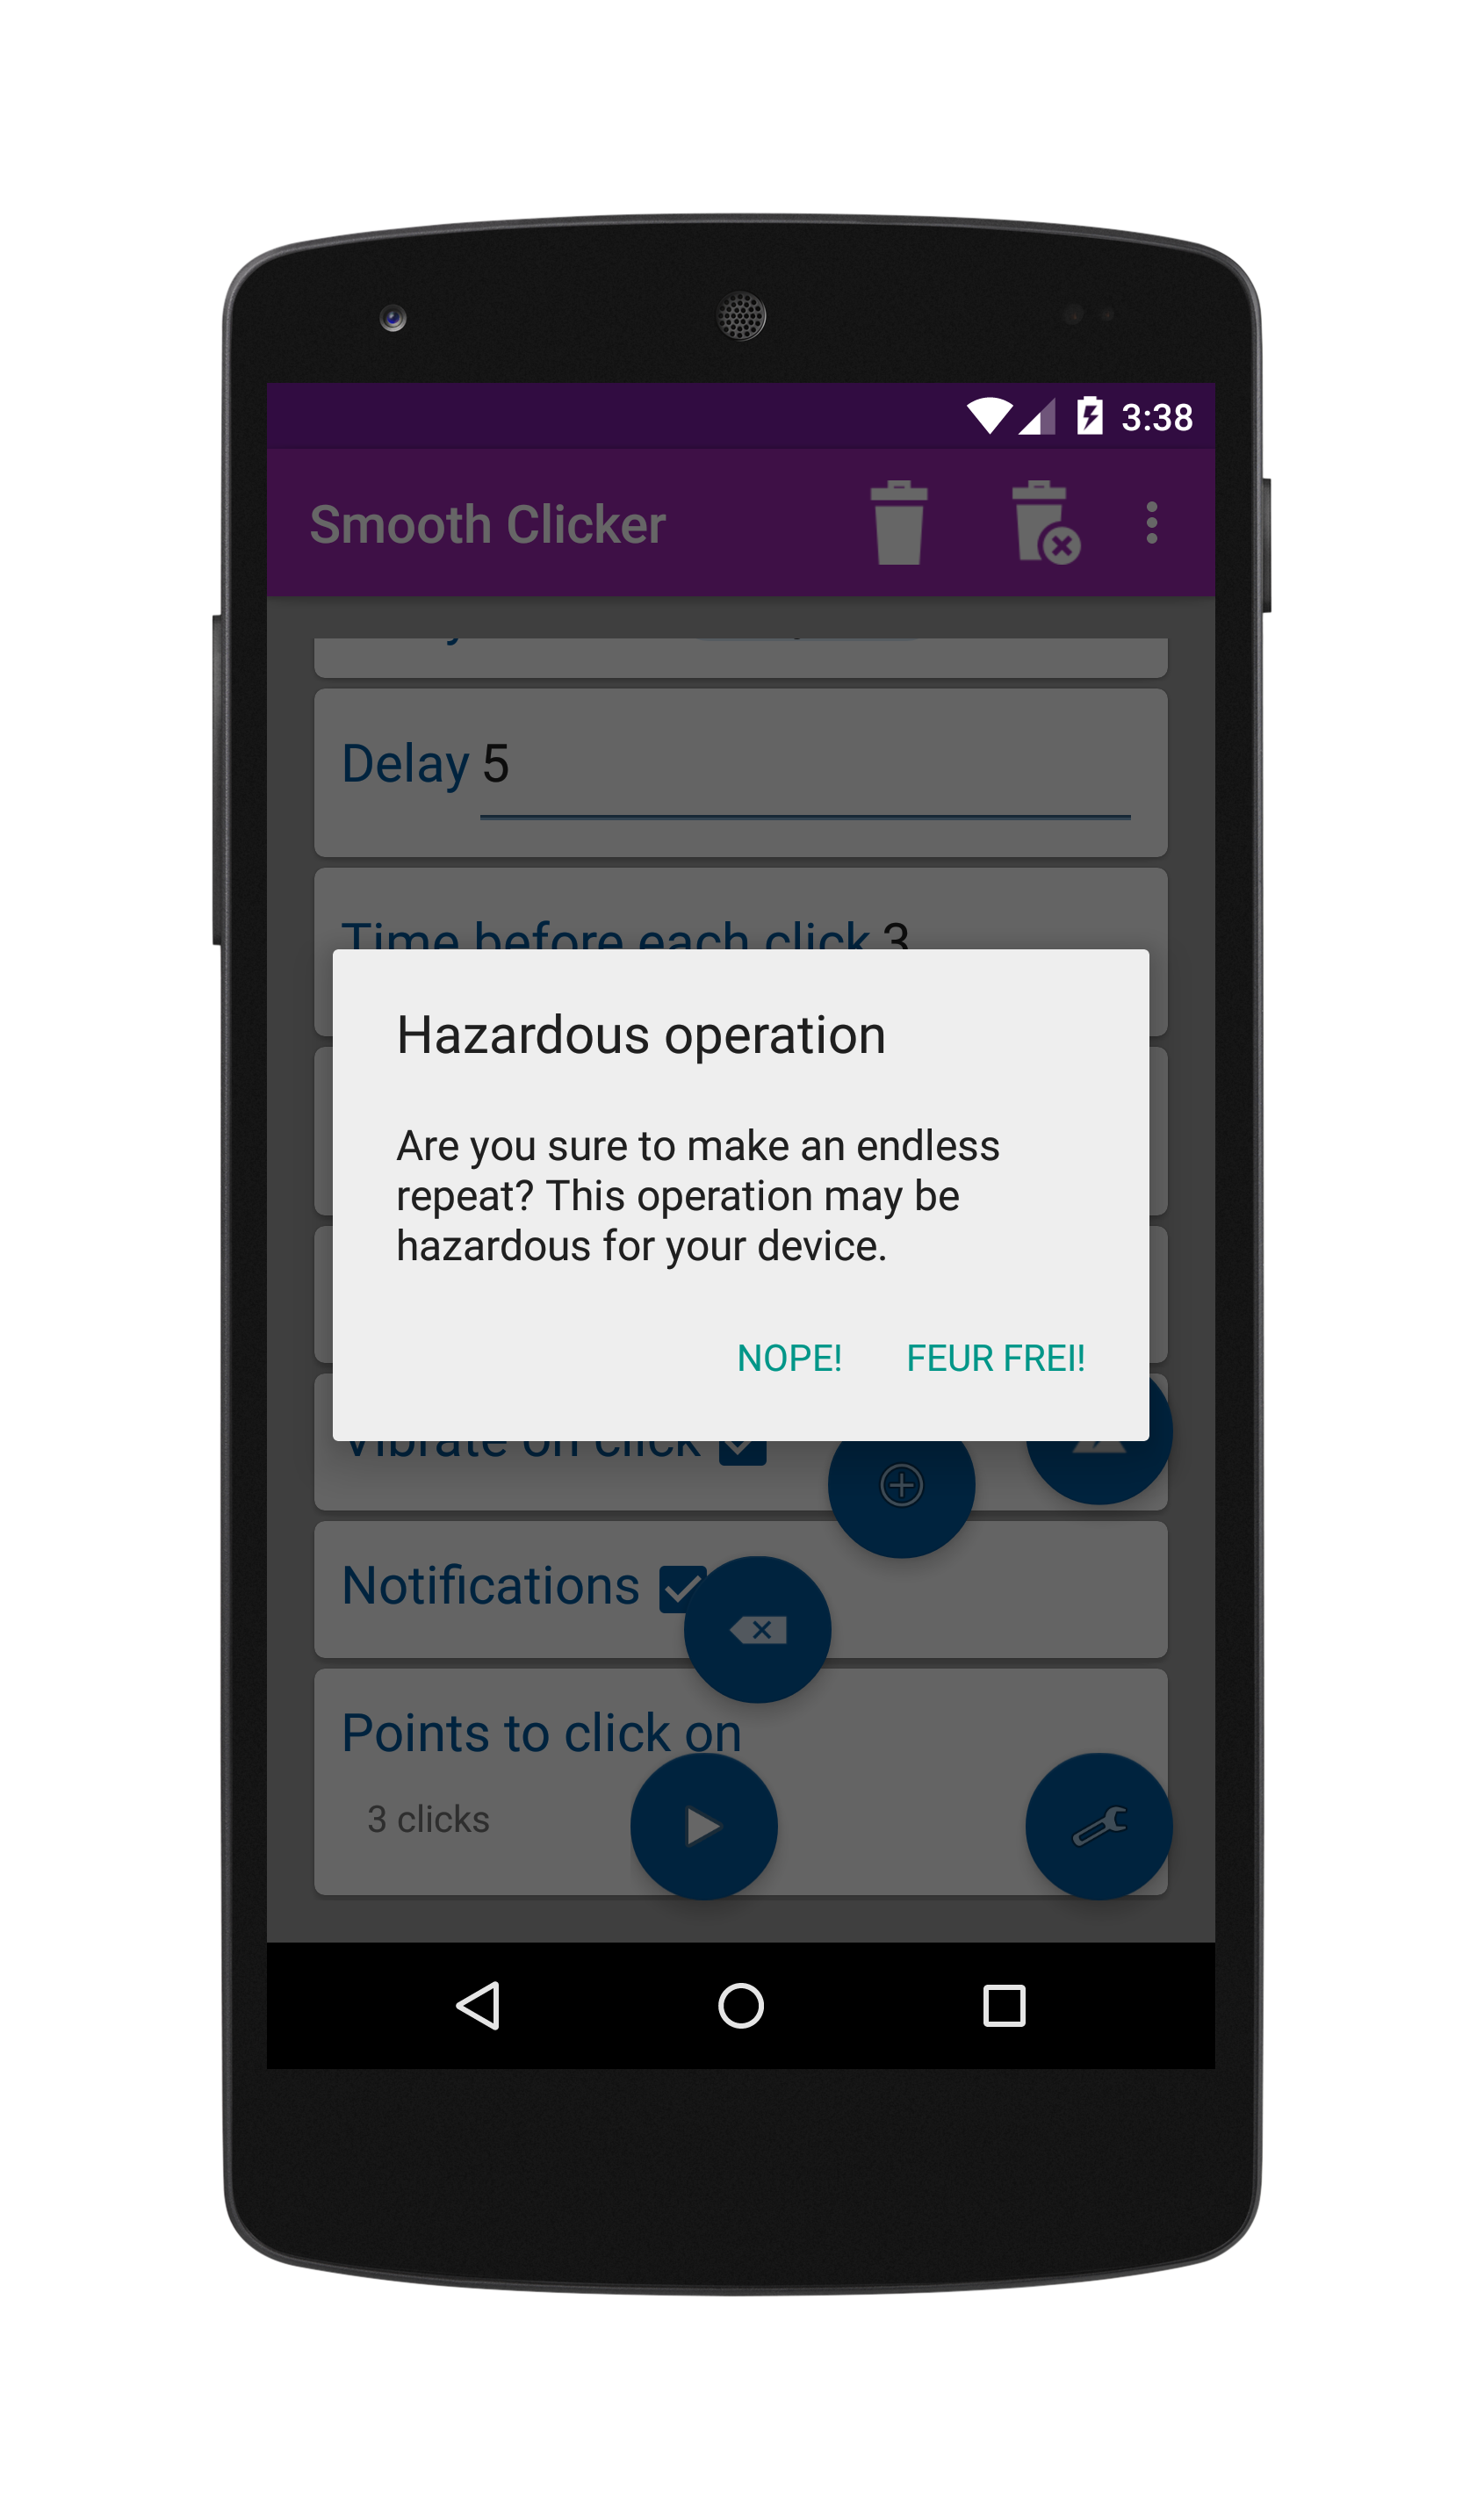 3:38
Smooth Clicker
Delay 5
Time before each click 3
Hazardous operation
Are you sure to make an endless
repeat? This operation may be
hazardous for your device.
NOPE! FEUR FREI!
Vibrate on click
Notifications
Points to click on
3 clicks